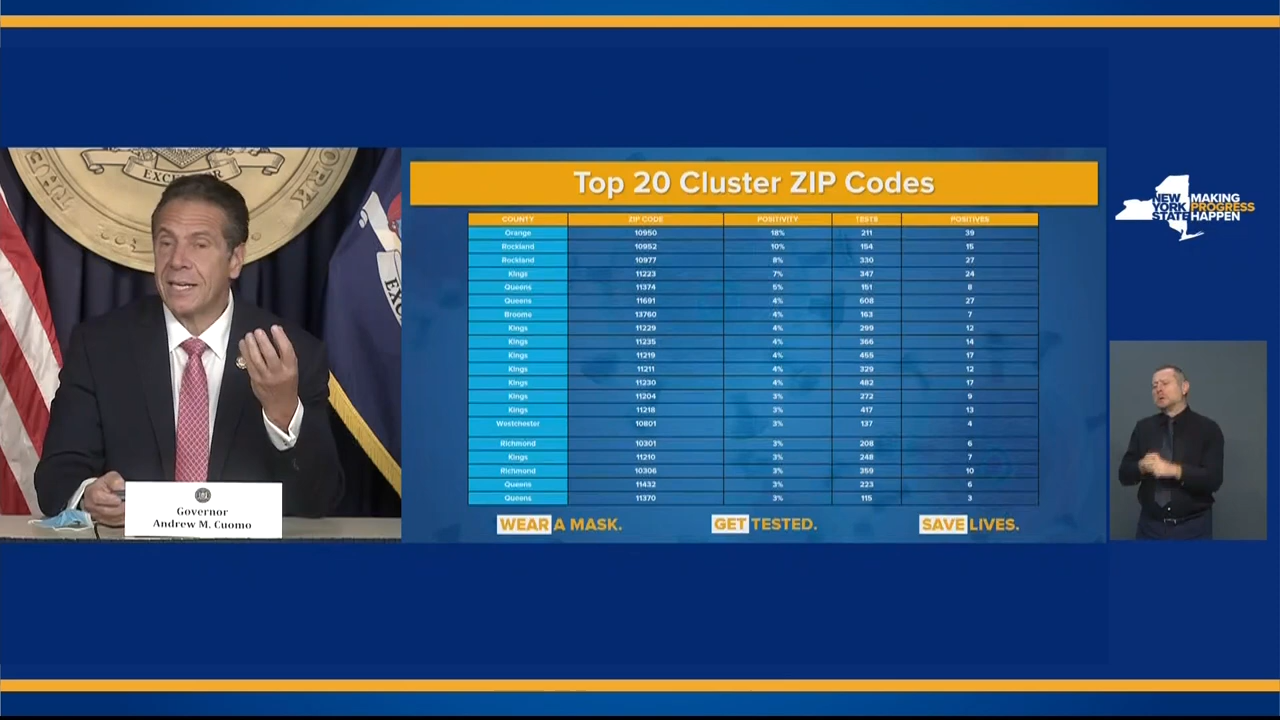 YORK
EXCELSIOR
EXC
Governor
Andrew M. Cuomo
Top 20 Cluster ZIP Codes
COUNTY ZIP CODE POSITIVITY TESTS POSITIVES
Orange 10950 18% 211 39
Rockland 10952 10% 154 15
Rockland 10977 8% 330 27
Kings 11223 7% 347 24
Queens 11374 5% 151 8
Queens 11691 4% 608 27
Broome 13760 4% 163 7
Kings 11229 4% 299 12
Kings 11235 4% 366 14
Kings 11219 4% 455 17
Kings 11211 4% 329 12
Kings 11230 4% 482 17
Kings 11204 3% 272 9
Kings 11218 3% 417 13
Westchester 10801 3% 137 4
Richmond 10301 3% 208 6
Kings 11210 3% 248 7
Richmond 10306 3% 359 10
Queens 11432 3% 223 6
Queens 11370 3% 115 3
WEAR A MASK. GET TESTED. SAVE LIVES.
NEW YORK STATE
MAKING
PROGRESS
HAPPEN